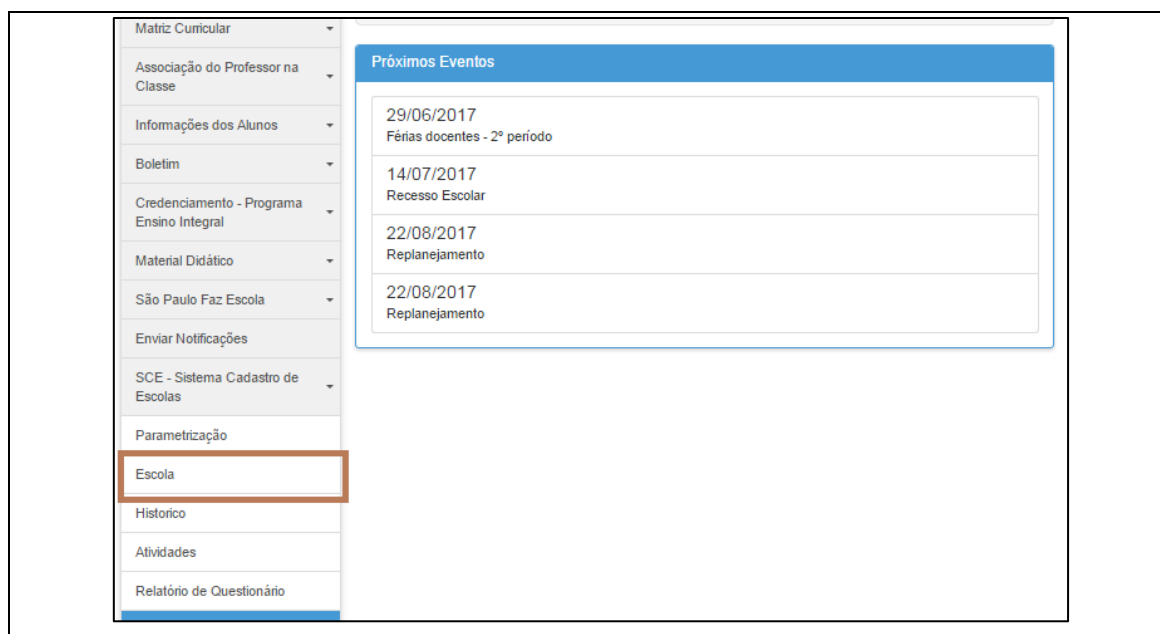 Matriz Curricular
Associação do Professor na
Classe
Informações dos Alunos
Boletim
Credenciamento - Programa
Ensino Integral
Material Didático
São Paulo Faz Escola
Enviar Notificações
SCE - Sistema Cadastro de
Escolas
Parametrização
Escola
Historico
Atividades
Relatório de Questionário
Próximos Eventos
29/06/2017
Férias docentes - 2º período
14/07/2017
Recesso Escolar
22/08/2017
Replanejamento
22/08/2017
Replanejamento